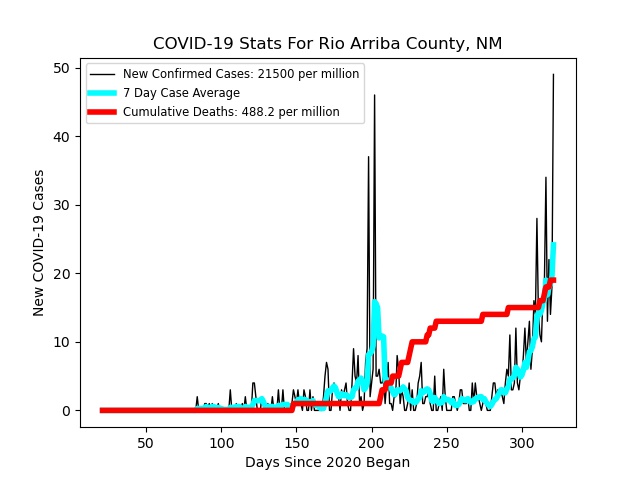 COVID-19 Stats For Rio Arriba County, NM
New Confirmed Cases: 21500 per million
7 Day Case Average
Cumulative Deaths: 488.2 per million
New COVID-19 Cases
50
40
30
20
10
0
50 100 150 200 250 300
Days Since 2020 Began